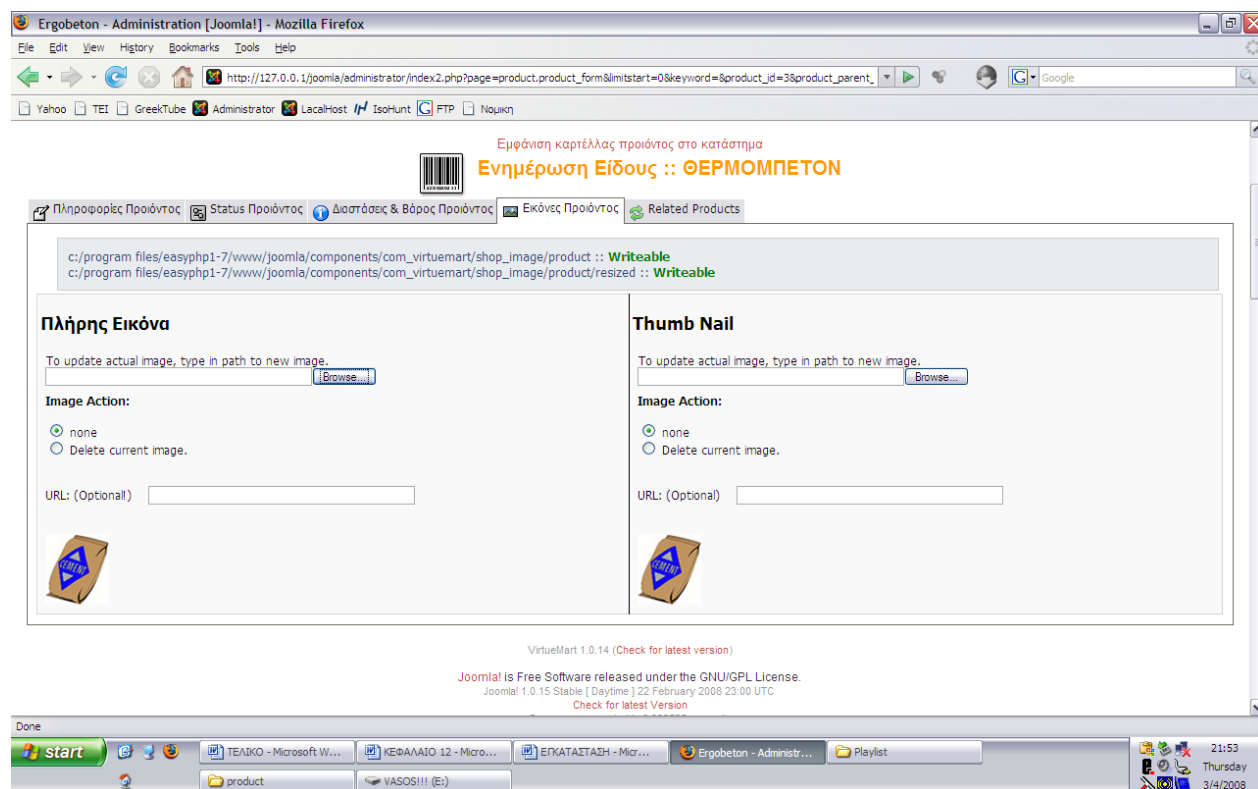 Ergobeton - Administration [Joomla!] - Mozilla Firefox
File Edit View History Bookmarks Tools Help
http://127.0.0.1/joomla/administrator/index2.php?page=product.product_form&limitstart=0&keyword=&product_id=3&product_parent_
Google
Yahoo TEI GreekTube Administrator LacalHost IsoHunt FTP Νομικη
Εμφάνιση καρτέλλας προιόντος στο κατάστημα
Ενημέρωση Είδους :: ΘΕΡΜΟΜΠΕΤΟΝ
Πληροφορίες Προιόντος Status Προιόντος Διαστάσεις & Βάρος Προιόντος Εικόνες Προιόντος Related Products
c:/program files/easyphp1-7/www/joomla/components/com_virtuemart/shop_image/product :: Writeable
c:/program files/easyphp1-7/www/joomla/components/com_virtuemart/shop_image/product/resized :: Writeable
Πλήρης Εικόνα
To update actual image, type in path to new image.
Browse...
Image Action:
none
Delete current image.
URL: (Optional!)
CEMENT
Thumb Nail
To update actual image, type in path to new image.
Browse...
Image Action:
none
Delete current image.
URL: (Optional)
CEMENT
VirtueMart 1.0.14 (Check for latest version)
Joomla! is Free Software released under the GNU/GPL License.
Joomla! 1.0.15 Stable [ Daytime ] 22 February 2008 23:00 UTC
Check for latest Version
Done
start ΤΕΛΙΚΟ - Microsoft W... ΚΕΦΑΛΑΙΟ 12 - Micro... ΕΓΚΑΤΑΣΤΑΣΗ - Micr... Ergobeton - Administr... Playlist 21:53
Thursday
product VASOS!!! (E:) 3/4/2008